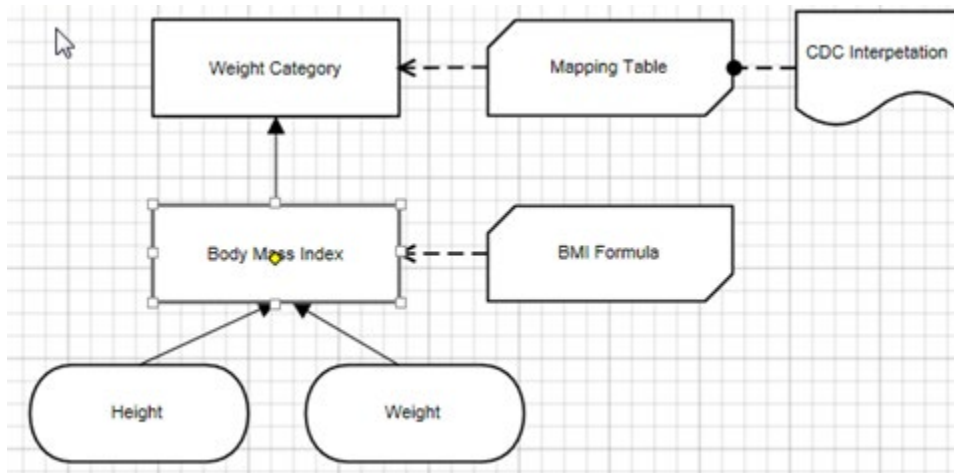 Weight Category
Mapping Table
CDC Interpetation
Body Mass Index
BMI Formula
Height
Weight